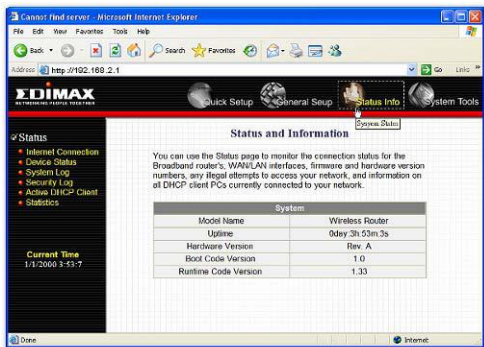 Cannot find server - Microsoft Internet Explorer
File Edit View Favorites Tools Help
Back Search Favorites
Address http://192.168.2.1 Go Links »
EDIMAX
NETWORKING PEOPLE TOGETHER
Quick Setup General Seup Status Info System Tools
System Status
Status
Internet Connection
Device Status
System Log
Security Log
Active DHCP Client
Statistics
Current Time
1/1/2000 3:53:7
Status and Information
You can use the Status page to monitor the connection status for the
Broadband router's, WAN/LAN interfaces, firmware and hardware version
numbers, any illegal attempts to access your network, and information on
all DHCP client PCs currently connected to your network.
System
Model Name Wireless Router
Uptime 0day:3h:53m:3s
Hardware Version Rev. A
Boot Code Version 1.0
Runtime Code Version 1.33
Done Internet